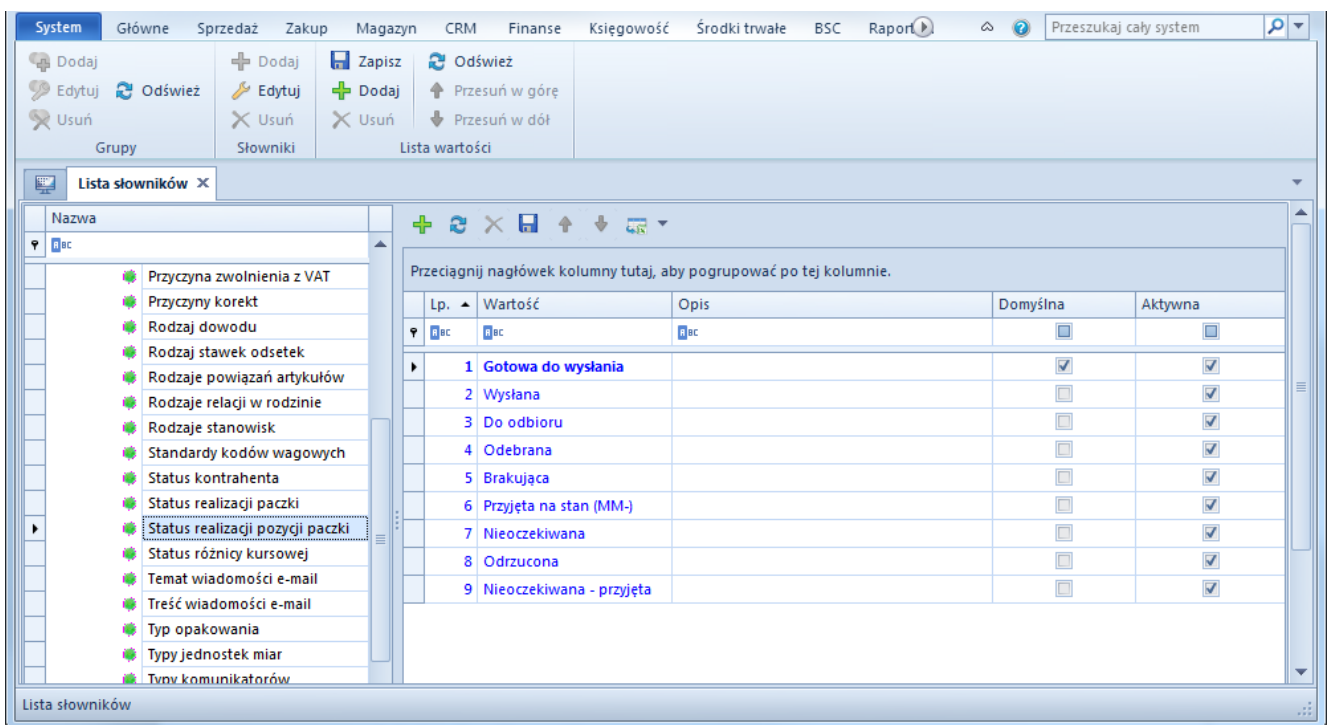 System Główne Sprzedaż Zakup Magazyn CRM Finanse Księgowość Środki trwałe BSC Raport Przeszukaj cały system
Dodaj Dodaj Zapisz Odśwież
Edytuj Odśwież Edytuj Dodaj Przesuń w górę
Usuń Usuń Usuń Przesuń w dół
Grupy Słowniki Lista wartości
Lista słowników
Nazwa
Przeciągnij nagłówek kolumny tutaj, aby pogrupować po tej kolumnie.
Lp. Wartość Opis Domyślna Aktywna
Przyczyna zwolnienia z VAT
Przyczyny korekt
Rodzaj dowodu
Rodzaj stawek odsetek
Rodzaje powiązań artykułów
Rodzaje relacji w rodzinie
Rodzaje stanowisk
Standardy kodów wagowych
Status kontrahenta
Status realizacji paczki
Status realizacji pozycji paczki
Status różnicy kursowej
Temat wiadomości e-mail
Treść wiadomości e-mail
Typ opakowania
Typy jednostek miar
Typy komunikatorów
1 Gotowa do wysłania
2 Wysłana
3 Do odbioru
4 Odebrana
5 Brakująca
6 Przyjęta na stan (MM-)
7 Nieoczekiwana
8 Odrzucona
9 Nieoczekiwana - przyjęta
Lista słowników